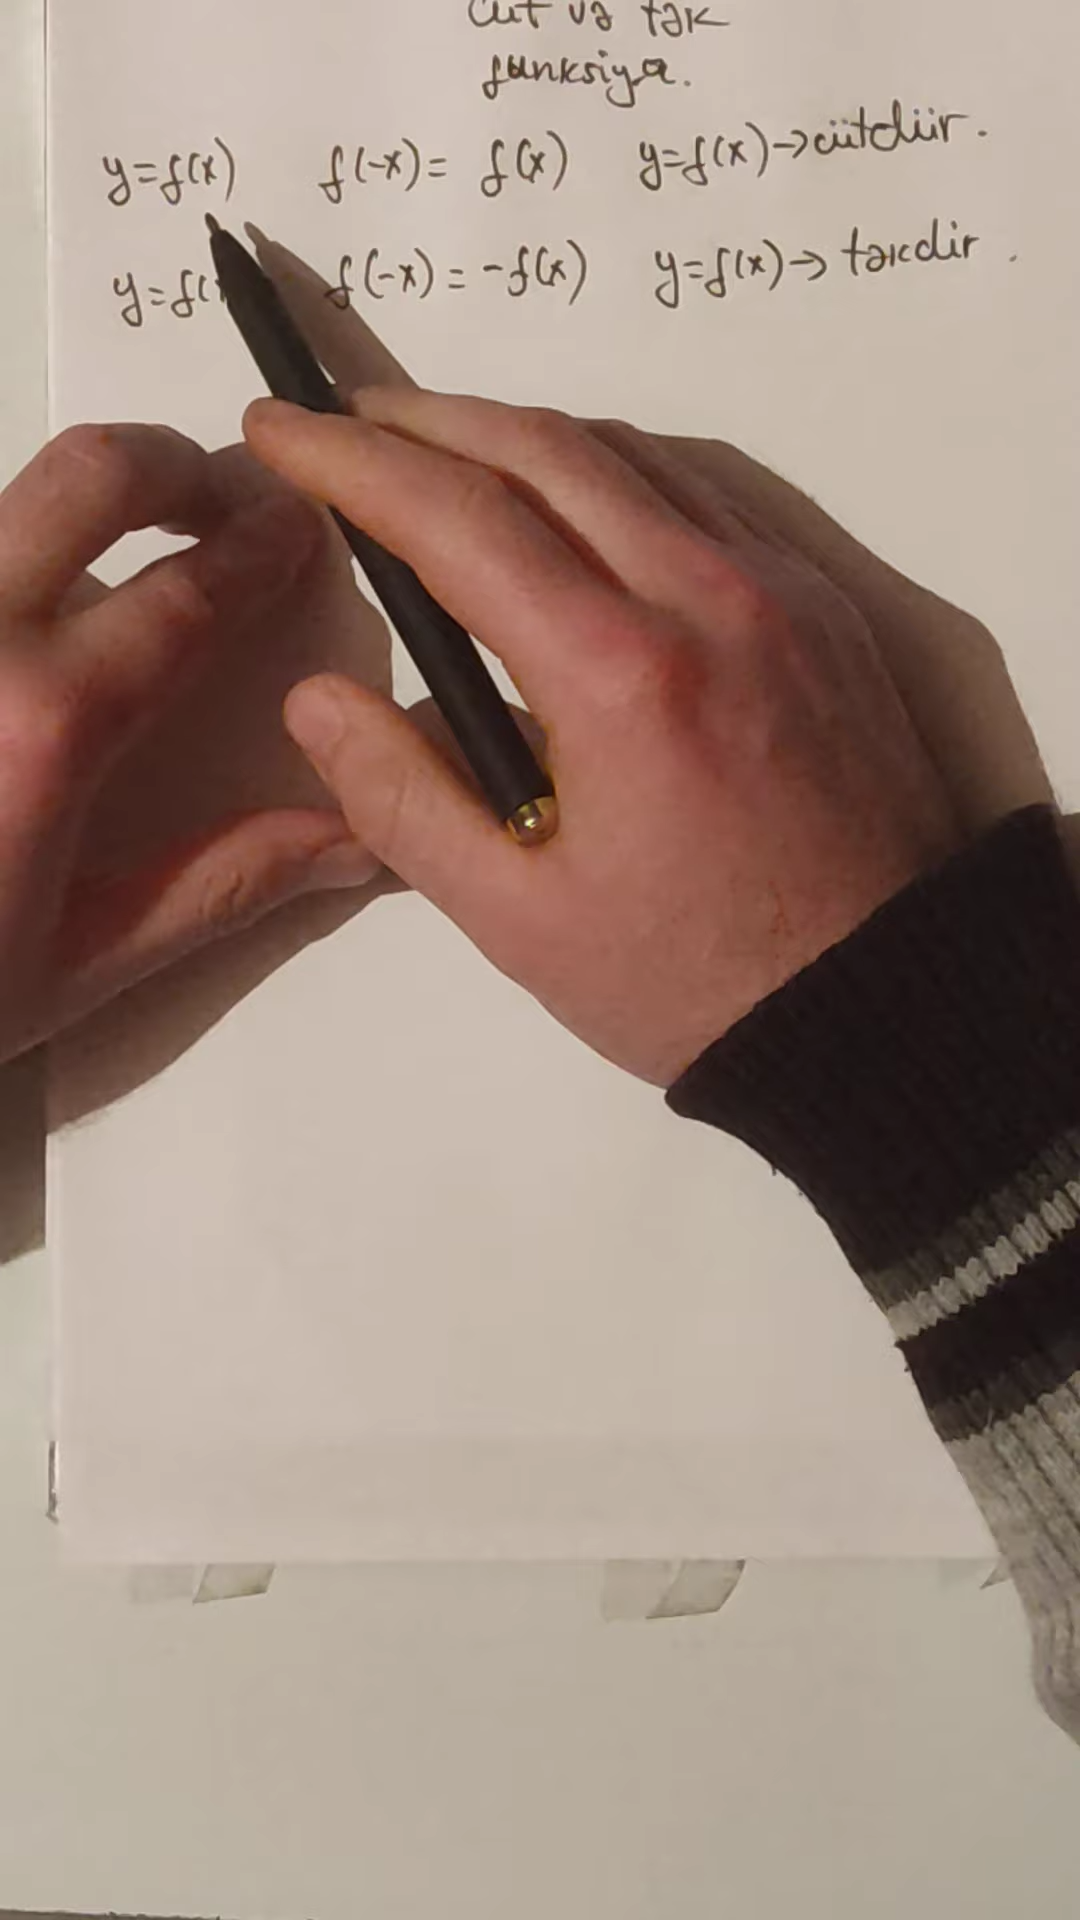 Cüt və tək
funksiya.
y=f(x) f(-x) = f(x) y=f(x)→cütdür.
y=f( f(-x) = -f(x) y=f(x)→ təkdir.